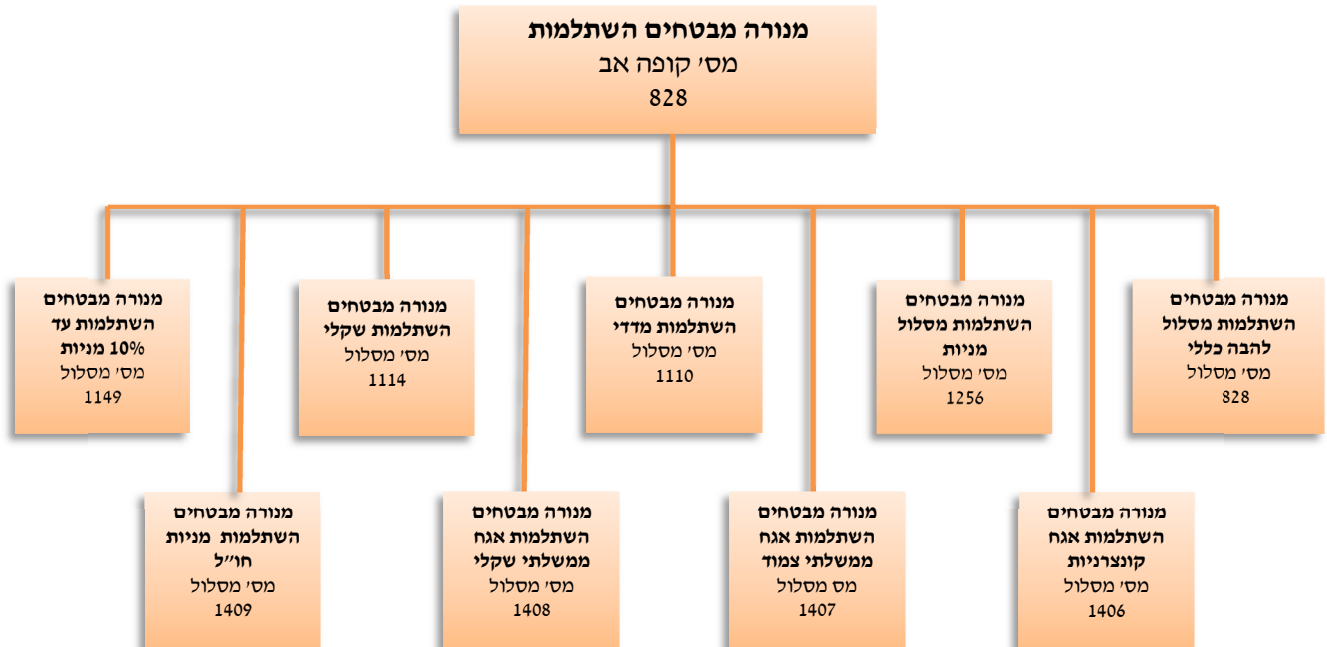 מנורה מבטחים השתלמות
מס' קופה אב
828
מנורה מבטחים
השתלמות מסלול
להבה כללי
מס' מסלול
828
מנורה מבטחים
השתלמות מסלול
מניות
מס' מסלול
1256
מנורה מבטחים
השתלמות מדדי
מס' מסלול
1110
מנורה מבטחים
השתלמות שקלי
מס' מסלול
1114
מנורה מבטחים
השתלמות עד
10% מניות
מס' מסלול
1149
מנורה מבטחים
השתלמות אגח
קונצרניות
מס' מסלול
1406
מנורה מבטחים
השתלמות אגח
ממשלתי צמוד
מס מסלול
1407
מנורה מבטחים
השתלמות אגח
ממשלתי שקלי
מס' מסלול
1408
מנורה מבטחים
השתלמות מניות
חו"ל
מס' מסלול
1409